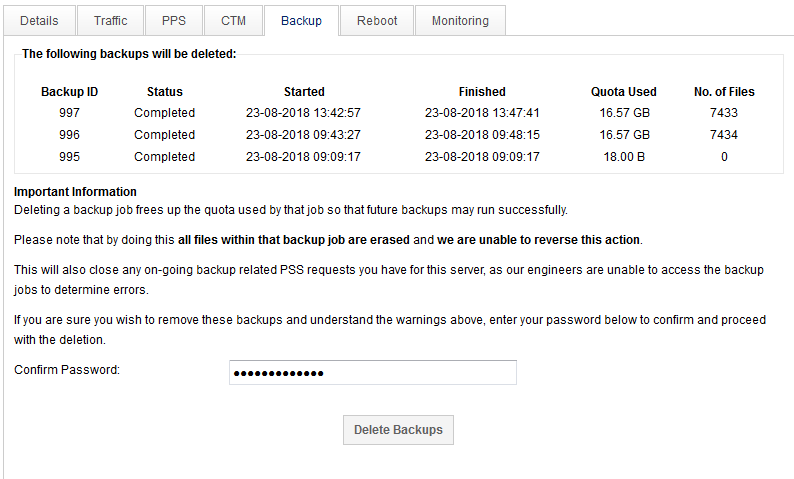 Details Traffic PPS CTM Backup Reboot Monitoring
The following backups will be deleted:
Backup ID Status Started Finished Quota Used No. of Files
997 Completed 23-08-2018 13:42:57 23-08-2018 13:47:41 16.57 GB 7433
996 Completed 23-08-2018 09:43:27 23-08-2018 09:48:15 16.57 GB 7434
995 Completed 23-08-2018 09:09:17 23-08-2018 09:09:17 18.00 B 0
Important Information
Deleting a backup job frees up the quota used by that job so that future backups may run successfully.
Please note that by doing this all files within that backup job are erased and we are unable to reverse this action.
This will also close any on-going backup related PSS requests you have for this server, as our engineers are unable to access the backup
jobs to determine errors.
If you are sure you wish to remove these backups and understand the warnings above, enter your password below to confirm and proceed
with the deletion.
Confirm Password: •••••••••••••
Delete Backups